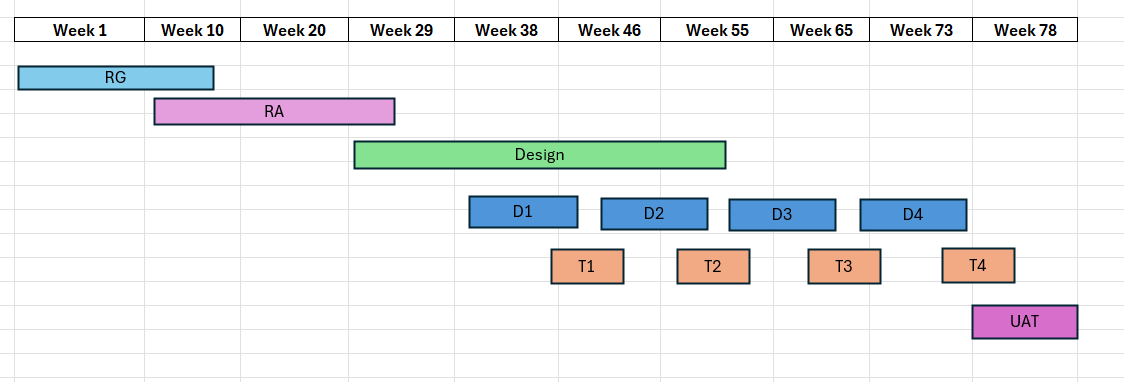 Week 1 Week 10 Week 20 Week 29 Week 38 Week 46 Week 55 Week 65 Week 73 Week 78
RG
RA
Design
D1 D2 D3 D4
T1 T2 T3 T4
UAT